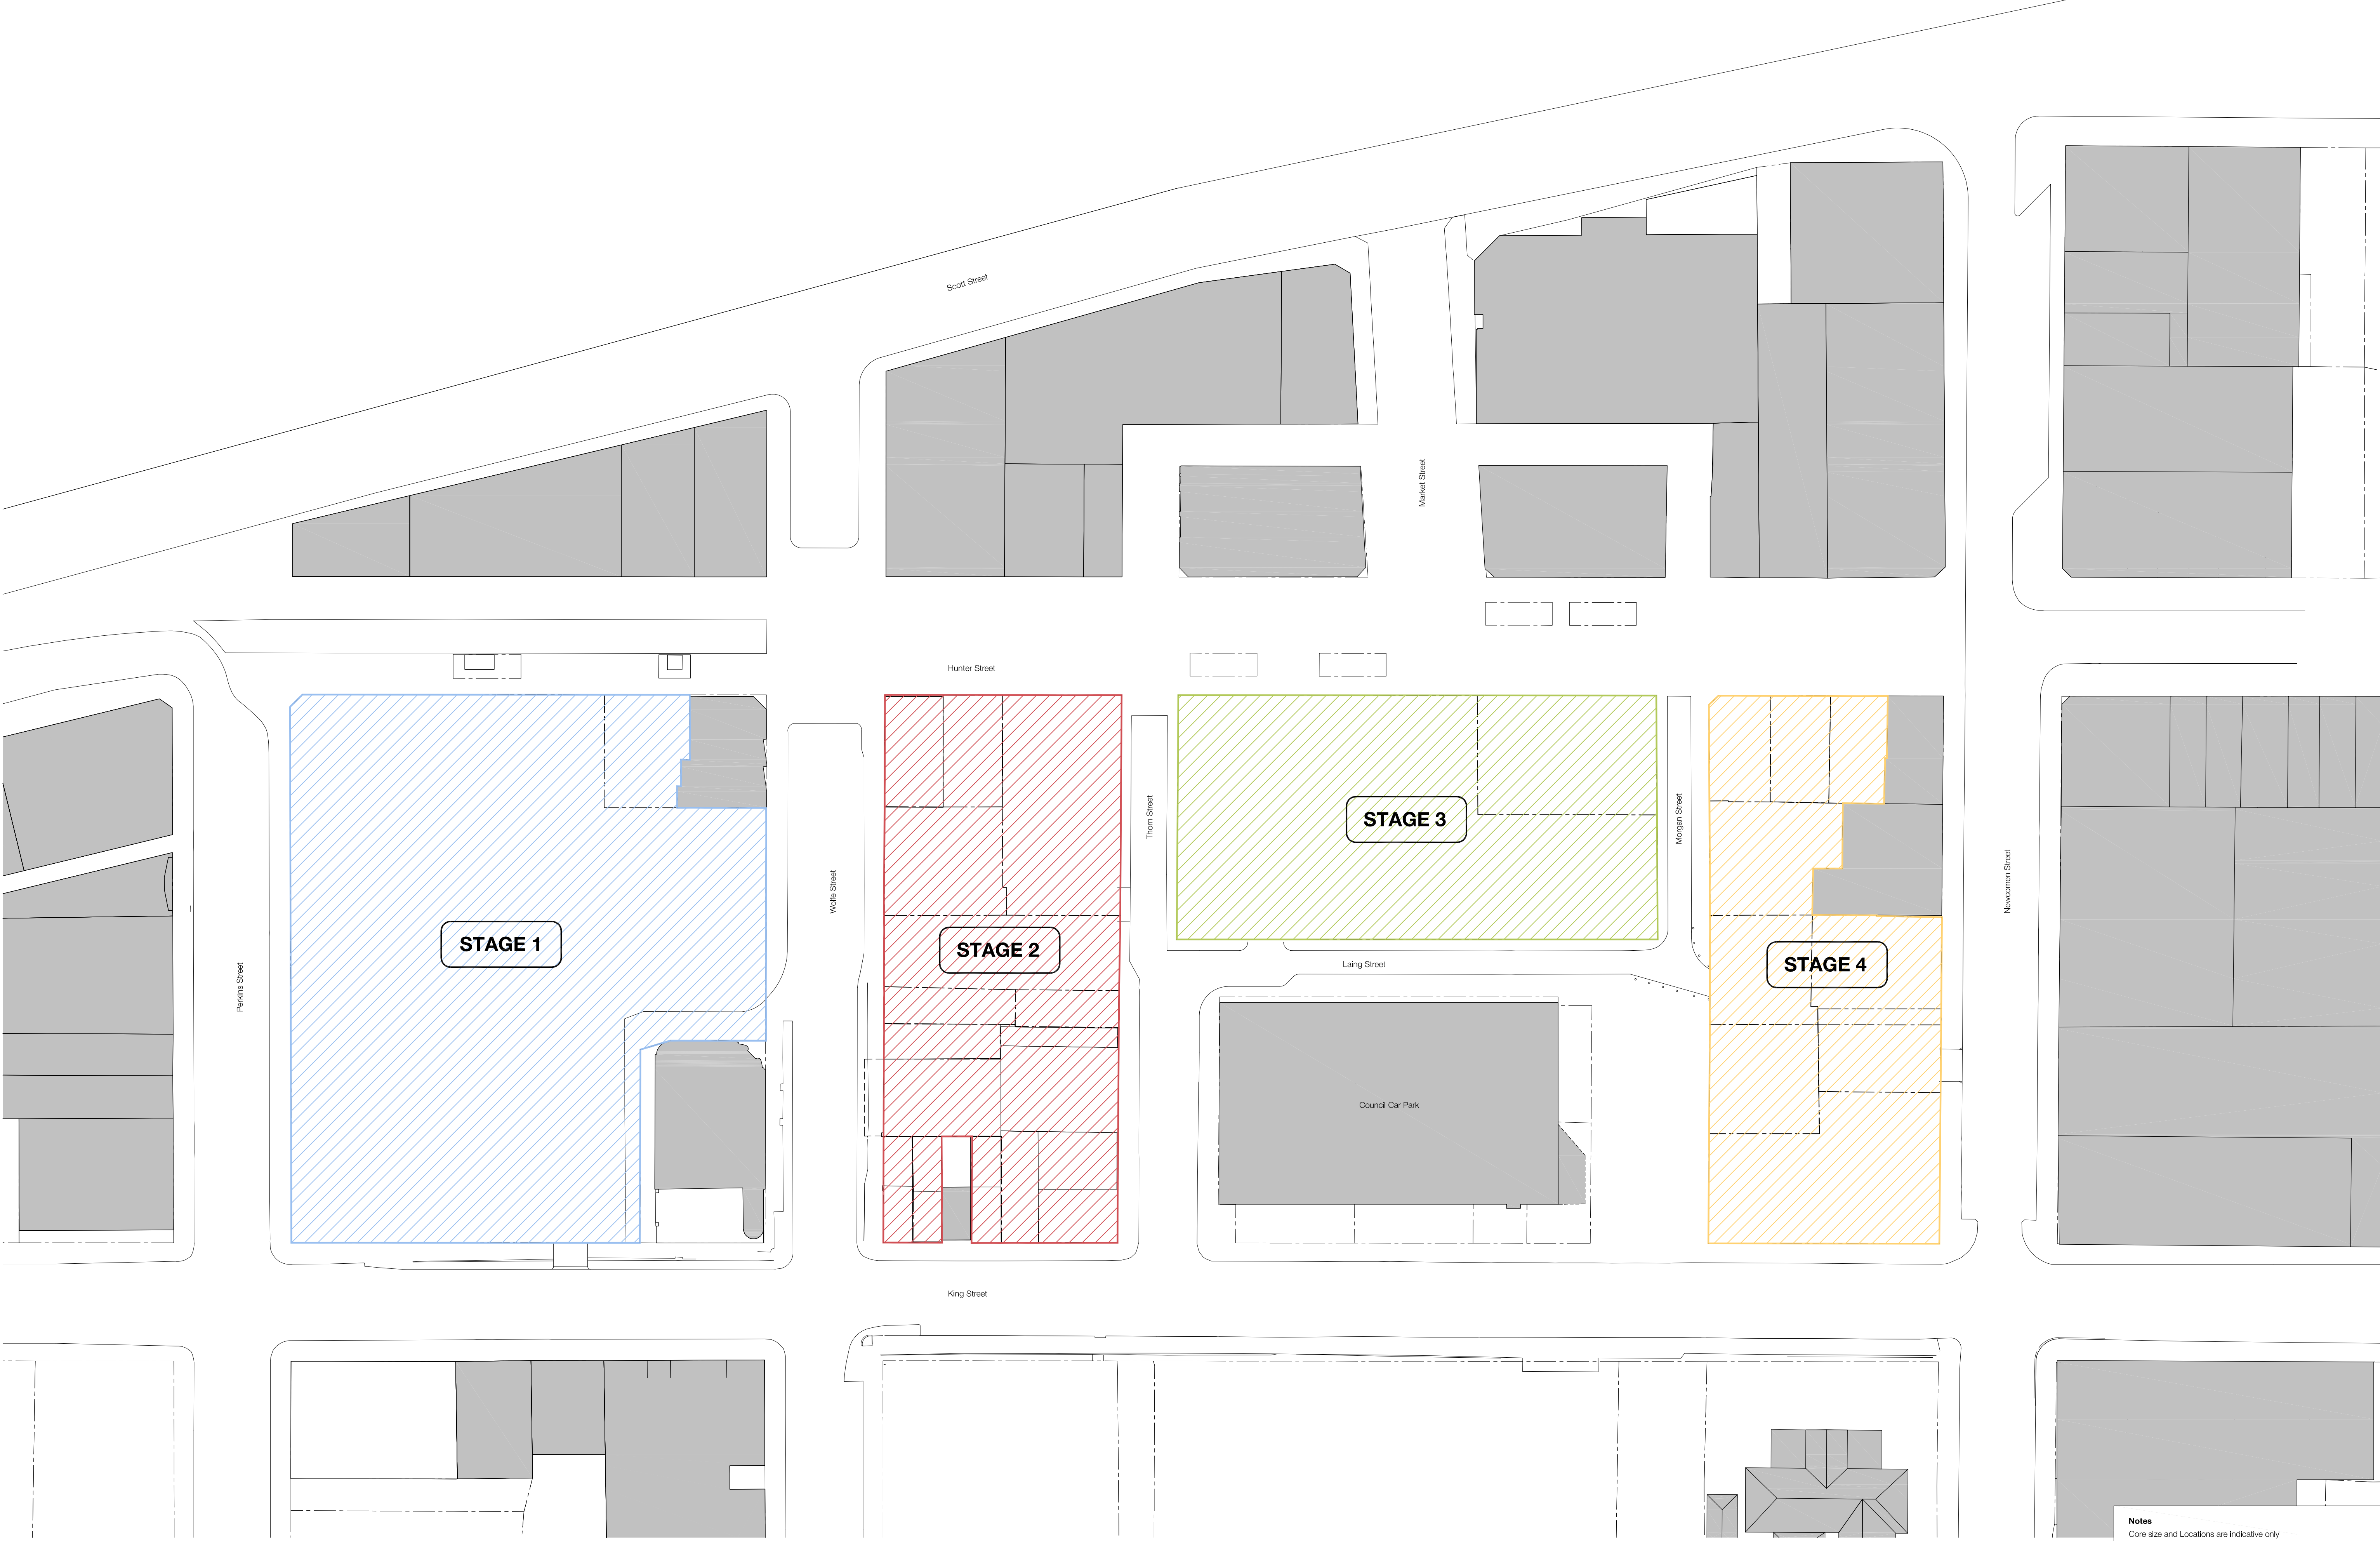 Scott Street
Market Street
Hunter Street
Thorn Street
Morgan Street
STAGE 3
Wolfe Street
Newcomen Street
STAGE 1
STAGE 2
STAGE 4
Laing Street
Perkins Street
Council Car Park
King Street
Notes
Core size and Locations are indicative only